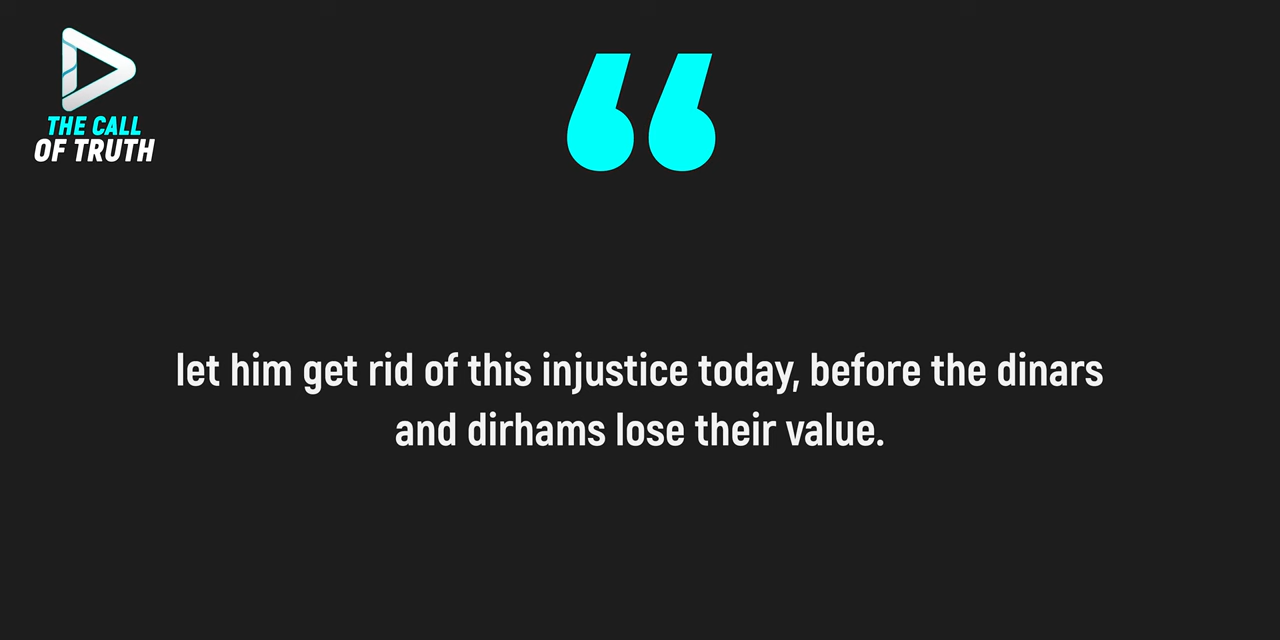 THE CALL
OF TRUTH
let him get rid of this injustice today, before the dinars
and dirhams lose their value.